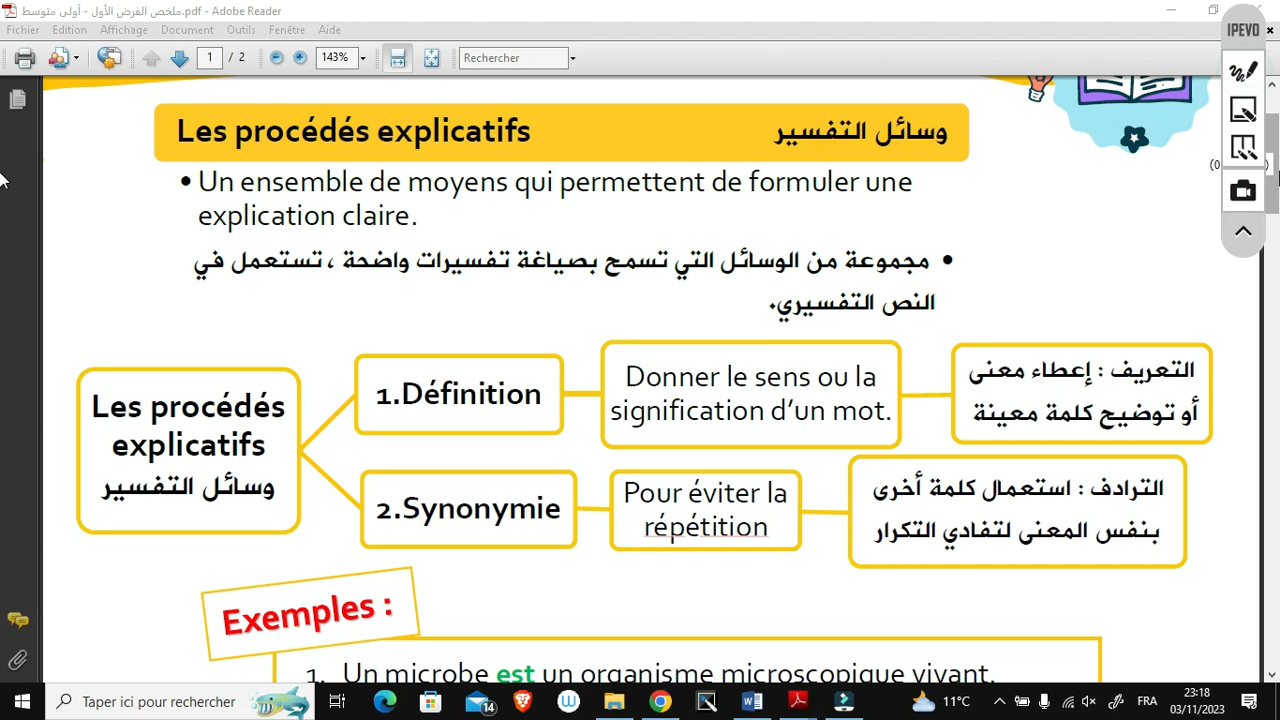 ملخص الفرض الأول - أولى متوسط.pdf - Adobe Reader
Fichier Edition Affichage Document Outils Fenêtre Aide
1 / 2 143% Rechercher
IPEVO
Les procédés explicatifs وسائل التفسير
• Un ensemble de moyens qui permettent de formuler une
explication claire.
• مجموعة من الوسائل التي تسمح بصياغة تفسيرات واضحة ، تستعمل في
النص التفسيري.
Les procédés
explicatifs
وسائل التفسير
1.Définition
Donner le sens ou la
signification d’un mot.
التعريف : إعطاء معنى
أو توضيح كلمة معينة
2.Synonymie
Pour éviter la
répétition
الترادف : استعمال كلمة أخرى
بنفس المعنى لتفادي التكرار
Exemples :
1. Un microbe est un organisme microscopique vivant.
Taper ici pour rechercher
14
11°C
FRA
23:18
03/11/2023